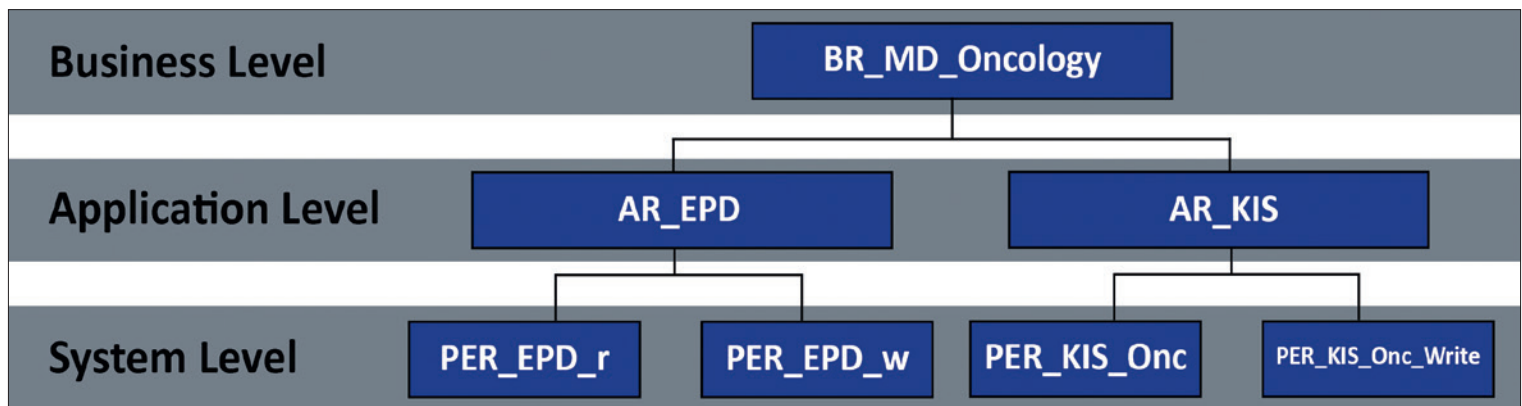 Business Level
BR_MD_Oncology
Application Level
AR_EPD
AR_KIS
System Level
PER_EPD_r
PER_EPD_w
PER_KIS_Onc
PER_KIS_Onc_Write